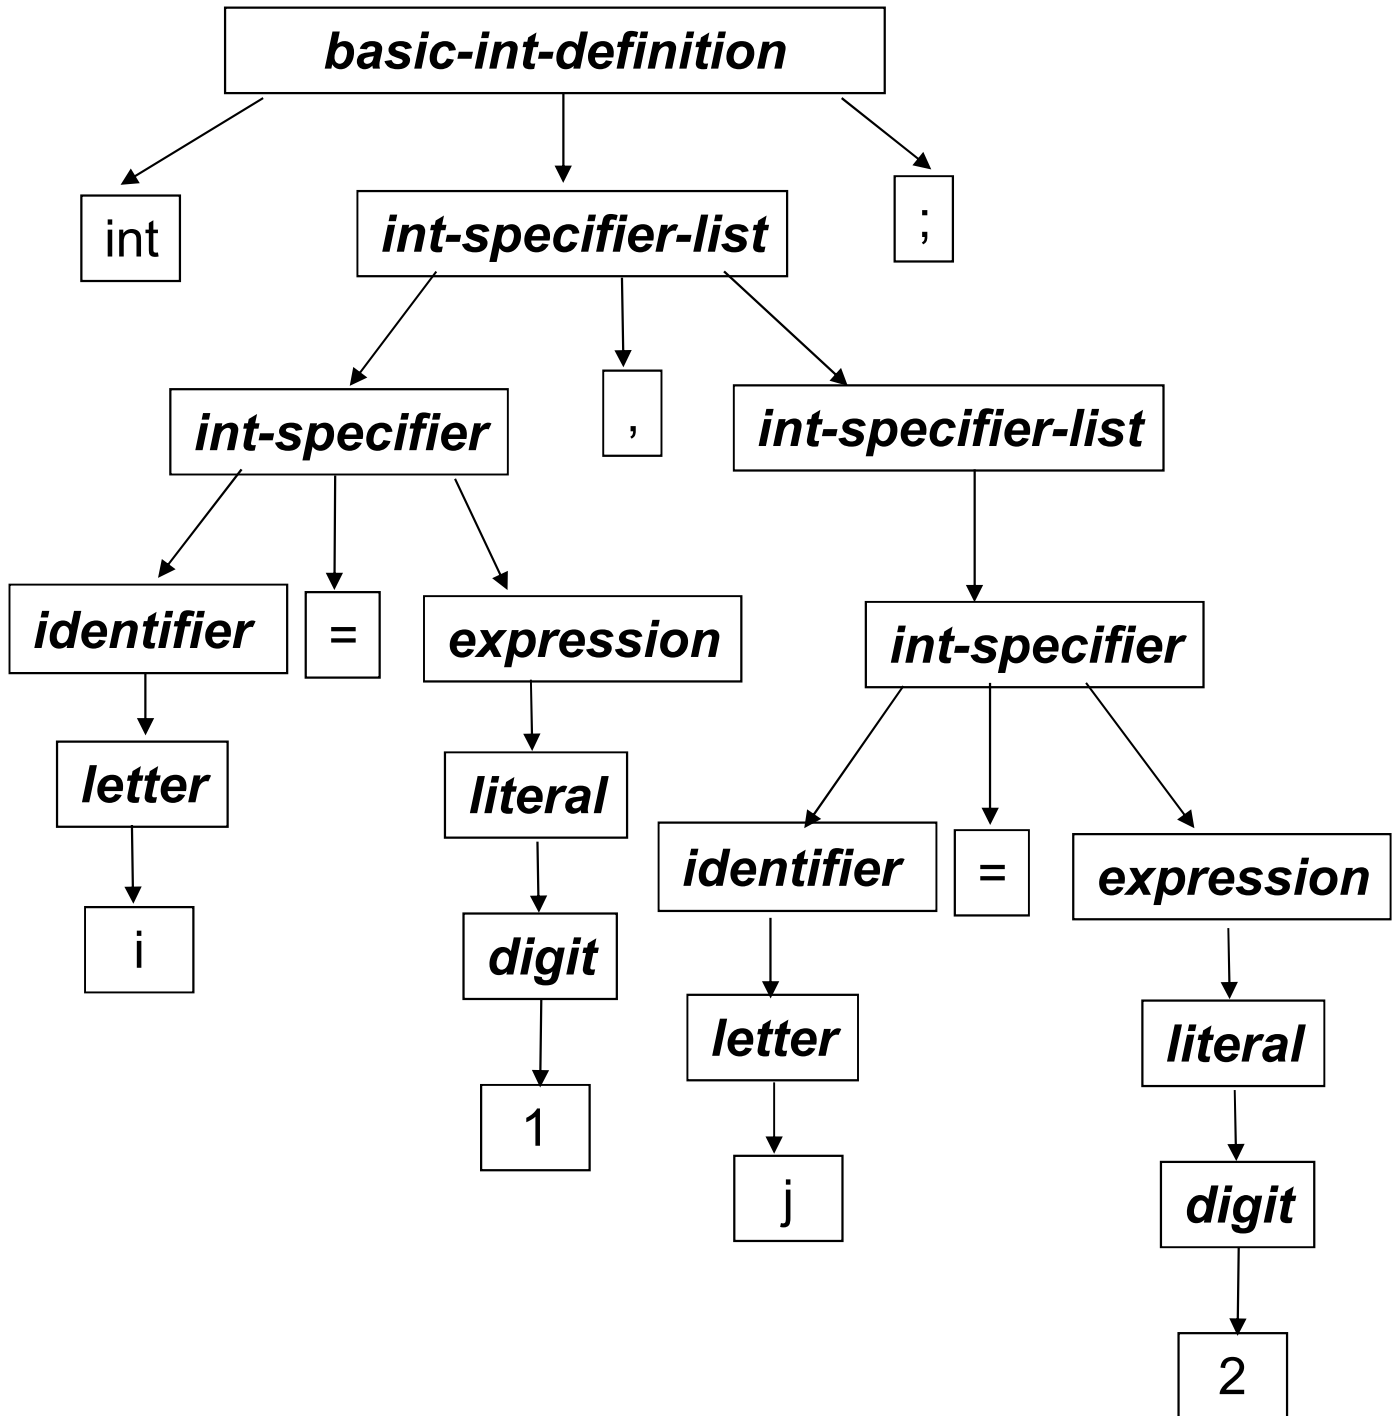 basic-int-definition
int
int-specifier-list
;
int-specifier
,
int-specifier-list
identifier
=
expression
int-specifier
letter
literal
identifier
=
expression
i
digit
letter
literal
1
j
digit
2